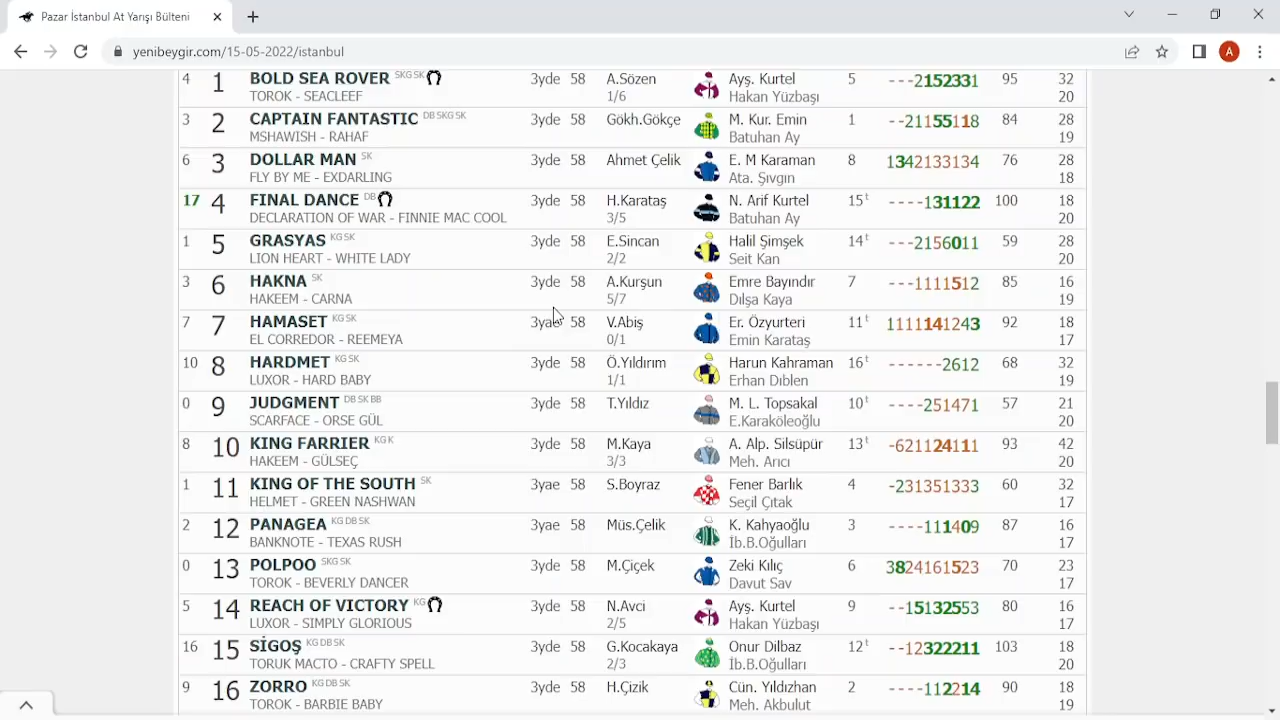 Pazar İstanbul At Yarışı Bülteni
yenibeygir.com/15-05-2022/istanbul
A
4 1 BOLD SEA ROVER SKG SK 3yde 58 A.Sözen Ayş. Kurtel 5 - - -2152331 95 32
TOROK - SEACLEEF 1/6 Hakan Yüzbaşı 20
3 2 CAPTAIN FANTASTIC DB SKG SK 3yde 58 Gökh.Gökçe M. Kur. Emin 1 - -21155118 84 28
MSHAWISH - RAHAF Batuhan Ay 19
6 3 DOLLAR MAN SK 3yde 58 Ahmet Çelik E. M Karaman 8 1342133134 76 28
FLY BY ME - EXDARLING Ata. Şıvgın 18
17 4 FINAL DANCE DB 3yde 58 H.Karataş N. Arif Kurtel 15 t - - - -131122 100 18
DECLARATION OF WAR - FINNIE MAC COOL 3/5 Batuhan Ay 20
1 5 GRASYAS KG SK 3yde 58 E.Sincan Halil Şimşek 14 t - - -2156011 59 28
LION HEART - WHITE LADY 2/2 Seit Kan 20
3 6 HAKNA SK 3yde 58 A.Kurşun Emre Bayındır 7 - - -1111512 85 16
HAKEEM - CARNA 5/7 Dılşa Kaya 19
7 7 HAMASET KG SK 3yae 58 V.Abiş Er. Özyurteri 11 t 1111141243 92 18
EL CORREDOR - REEMEYA 0/1 Emin Karataş 17
10 8 HARDMET KG SK 3yde 58 Ö.Yıldırım Harun Kahraman 16 t - - - - - -2612 68 32
LUXOR - HARD BABY 1/1 Erhan Dıblen 19
0 9 JUDGMENT DB SK BB 3yde 58 T.Yıldız M. L. Topsakal 10 t - - - -251471 57 21
SCARFACE - ORSE GÜL E.Karaköleoğlu 20
8 10 KING FARRIER KG K 3yde 58 M.Kaya A. Alp. Silsüpür 13 t -621124111 93 42
HAKEEM - GÜLSEÇ 3/3 Meh. Arıcı 20
1 11 KING OF THE SOUTH SK 3yae 58 S.Boyraz Fener Barlık 4 -231351333 60 32
HELMET - GREEN NASHWAN Seçil Çıtak 17
2 12 PANAGEA KG DB SK 3yae 58 Müs.Çelik K. Kahyaoğlu 3 - - - -111409 87 16
BANKNOTE - TEXAS RUSH İb.B.Oğulları 17
0 13 POLPOO SKG SK 3yde 58 M.Çiçek Zeki Kılıç 6 3824161523 70 23
TOROK - BEVERLY DANCER Davut Sav 17
5 14 REACH OF VICTORY KG 3yde 58 N.Avci Ayş. Kurtel 9 - -15132553 80 16
LUXOR - SIMPLY GLORIOUS 2/5 Hakan Yüzbaşı 17
16 15 SİGOŞ KG DB SK 3yde 58 G.Kocakaya Onur Dilbaz 12 t - -12322211 103 18
TORUK MACTO - CRAFTY SPELL 2/3 İb.B.Oğulları 20
9 16 ZORRO KG DB SK 3yde 58 H.Çizik Cün. Yıldızhan 2 - - - -112214 90 18
TOROK - BARBIE BABY Meh. Akbulut 19